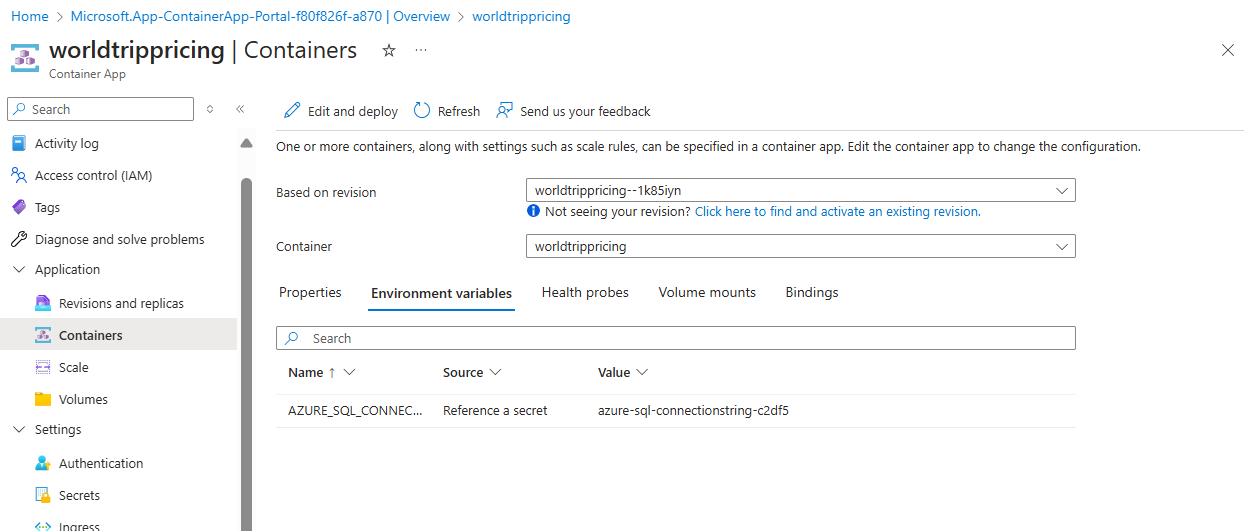 Home > Microsoft.App-ContainerApp-Portal-f80f826f-a870 | Overview > worldtrippricing
worldtrippricing | Containers
Container App
Search
Activity log
Access control (IAM)
Tags
Diagnose and solve problems
Application
Revisions and replicas
Containers
Scale
Volumes
Settings
Authentication
Secrets
Ingress
Edit and deploy Refresh Send us your feedback
One or more containers, along with settings such as scale rules, can be specified in a container app. Edit the container app to change the configuration.
Based on revision worldtrippricing--1k85iyn
Not seeing your revision? Click here to find and activate an existing revision.
Container worldtrippricing
Properties Environment variables Health probes Volume mounts Bindings
Search
Name ↑ Source Value
AZURE_SQL_CONNEC... Reference a secret azure-sql-connectionstring-c2df5